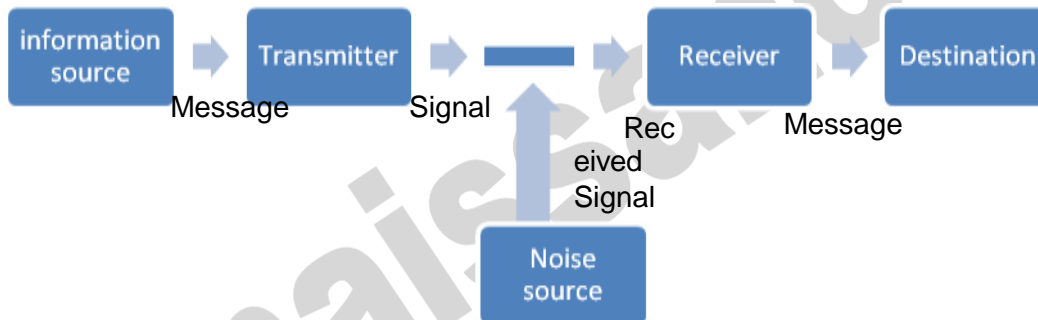 information
source
Transmitter
Receiver
Destination
Message
Signal
Rec
eived
Signal
Message
Noise
source